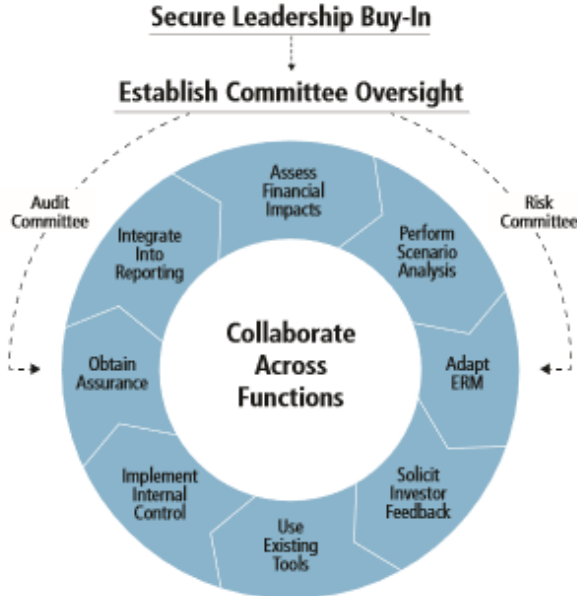 Secure Leadership Buy-In
Establish Committee Oversight
Audit
Committee
Risk
Committee
Assess
Financial
Impacts
Perform
Scenario
Analysis
Adapt
ERM
Solicit
Investor
Feedback
Use
Existing
Tools
Implement
Internal
Control
Obtain
Assurance
Integrate
Into
Reporting
Collaborate
Across
Functions